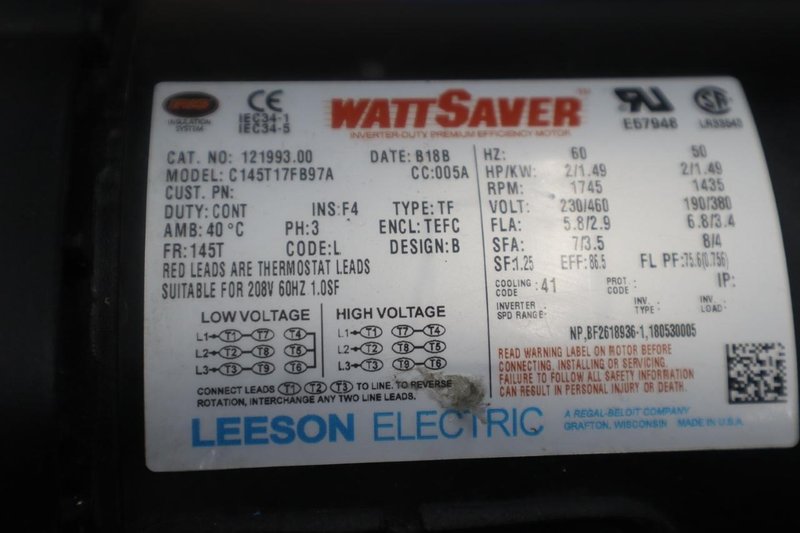 INSULATION
SYSTEM
CE
IEC34-1
IEC34-5
WATTSAVER™
INVERTER-DUTY PREMIUM EFFICIENCY MOTOR
E57948
CAT. NO: 121993.00 DATE: B18B
MODEL: C145T17FB97A CC:005A
CUST. PN:
DUTY: CONT INS:F4 TYPE: TF
AMB: 40°C PH:3 ENCL: TEFC
FR: 145T CODE:L DESIGN: B
RED LEADS ARE THERMOSTAT LEADS
SUITABLE FOR 208V 60HZ 1.0SF
HZ: 60 50
HP/KW: 2/1.49 2/1.49
RPM: 1745 1435
VOLT: 230/460 190/380
FLA: 5.8/2.9 6.8/3.4
SFA: 7/3.5 8/4
SF:1.25 EFF: 86.5 FL PF:75.6(0.756)
COOLING CODE :41 PROT. CODE : IP:
INVERTER SPD RANGE: INV. TYPE : INV. LOAD:
NP,BF2618936-1,180530005
LOW VOLTAGE HIGH VOLTAGE
L1 T1 T7 T4 L1 T1 T7 T4
L2 T2 T8 T5 L2 T2 T8 T5
L3 T3 T9 T6 L3 T3 T9 T6
CONNECT LEADS T1 T2 T3 TO LINE. TO REVERSE
ROTATION, INTERCHANGE ANY TWO LINE LEADS.
READ WARNING LABEL ON MOTOR BEFORE
CONNECTING, INSTALLING OR SERVICING.
FAILURE TO FOLLOW ALL SAFETY INFORMATION
CAN RESULT IN PERSONAL INJURY OR DEATH.
LEESON ELECTRIC
A REGAL-BELOIT COMPANY
GRAFTON, WISCONSIN MADE IN U.S.A.